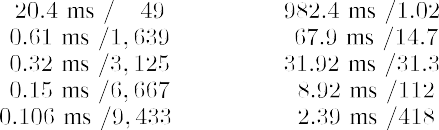 20.4 ms / 49 982.4 ms /1.02
0.61 ms /1,639 67.9 ms /14.7
0.32 ms /3,125 31.92 ms /31.3
0.15 ms /6,667 8.92 ms /112
0.106 ms /9,433 2.39 ms /418